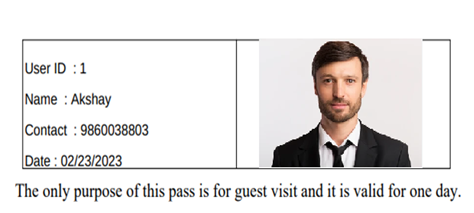 User ID : 1
Name : Akshay
Contact : 9860038803
Date : 02/23/2023
The only purpose of this pass is for guest visit and it is valid for one day.